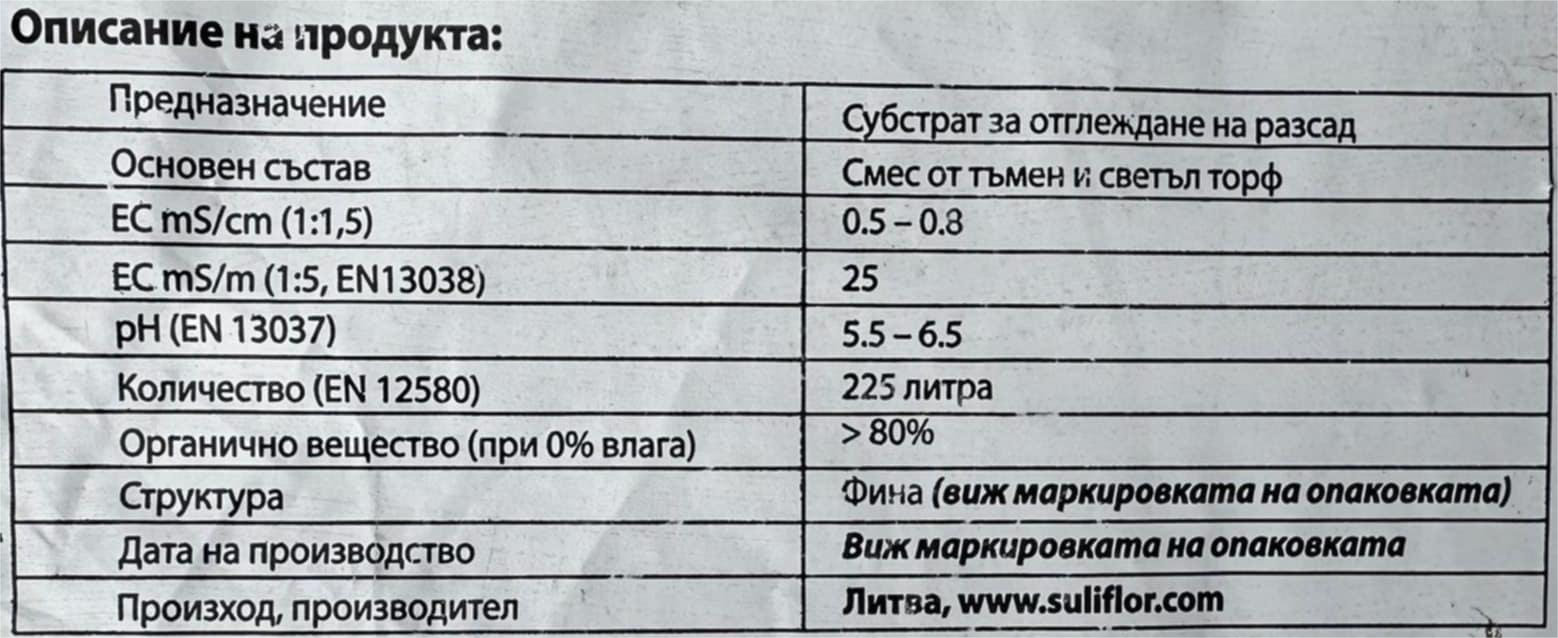 Описание на продукта:
Предназначение
Субстрат за отглеждане на разсад
Основен състав
Смес от тъмен и светъл торф
EC mS/cm (1:1,5)
0.5 – 0.8
EC mS/m (1:5, EN13038)
25
pH (EN 13037)
5.5 – 6.5
Количество (EN 12580)
225 литра
Органично вещество (при 0% влага)
> 80%
Структура
Фина (виж маркировката на опаковката)
Дата на производство
Виж маркировката на опаковката
Произход, производител
Литва, www.suliflor.com